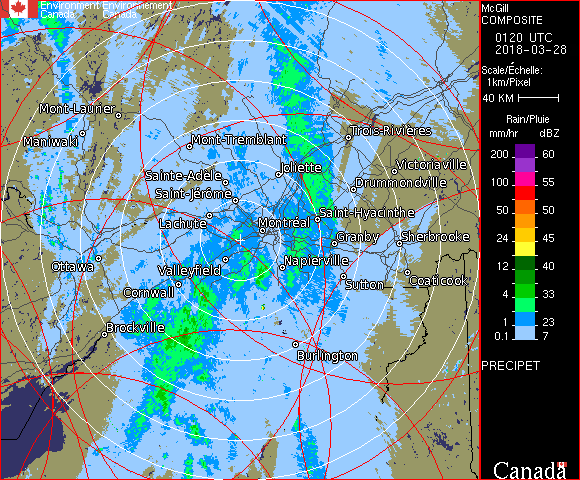 Environment Environnement
Canada Canada
McGill
COMPOSITE
0120 UTC
2018-03-28
Scale/Échelle:
1km/Pixel
40 KM
Rain/Pluie
mm/hr dBZ
200 60
100 55
50 50
24 45
12 40
4 33
1 23
0.1 7
PRECIPET
Mont-Laurier
Maniwaki
Mont-Tremblant
Trois-Rivières
Joliette
Victoriaville
Sainte-Adèle
Drummondville
Saint-Jérôme
Saint-Hyacinthe
Lachute
Montréal
Granby
Sherbrooke
Ottawa
Valleyfield
Napierville
Coaticook
Cornwall
Sutton
Brockville
Burlington
Canada